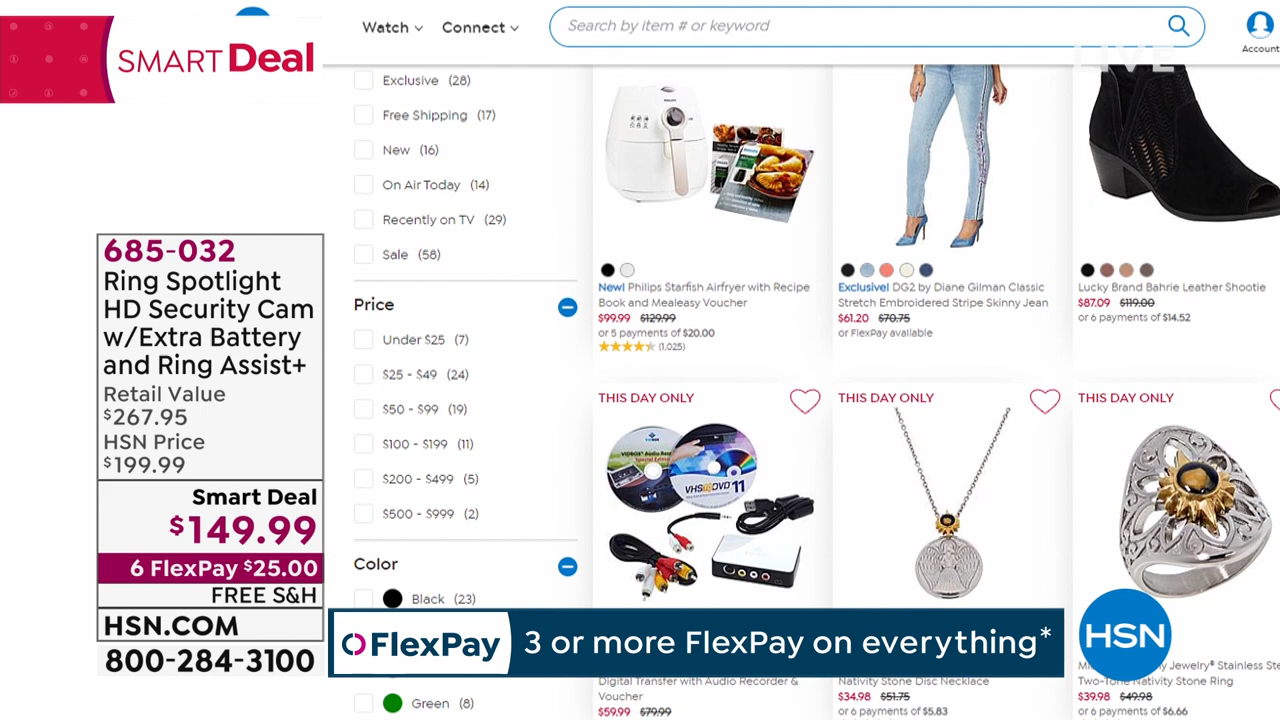 SMART Deal
Watch
Connect
Search by item # or keyword
Account
LIVE
Exclusive (28)
Free Shipping (17)
New (16)
On Air Today (14)
Recently on TV (29)
Sale (58)
Price
Under $25 (7)
$25 - $49 (24)
$50 - $99 (19)
$100 - $199 (11)
$200 - $499 (5)
$500 - $999 (2)
Color
Black (23)
Green (8)
685-032
Ring Spotlight
HD Security Cam
w/Extra Battery
and Ring Assist+
Retail Value
$267.95
HSN Price
$199.99
Smart Deal
$149.99
6 FlexPay $25.00
FREE S&H
HSN.COM
800-284-3100
New! Philips Starfish Airfryer with Recipe
Book and Mealeasy Voucher
$99.99 $129.99
or 5 payments of $20.00
(1,025)
Exclusive! DG2 by Diane Gilman Classic
Stretch Embroidered Stripe Skinny Jean
$61.20 $70.75
or FlexPay available
Lucky Brand Bahrie Leather Shootie
$87.09 $119.00
or 6 payments of $14.52
THIS DAY ONLY
THIS DAY ONLY
THIS DAY ONLY
VHS to DVD 11
Digital Transfer with Audio Recorder &
Voucher
$59.99 $79.99
Nativity Stone Disc Necklace
$34.98 $51.75
or 6 payments of $5.83
Jewelry® Stainless Ste
Two-Tone Nativity Stone Ring
$39.98 $49.98
or 6 payments of $6.66
FlexPay 3 or more FlexPay on everything*
HSN